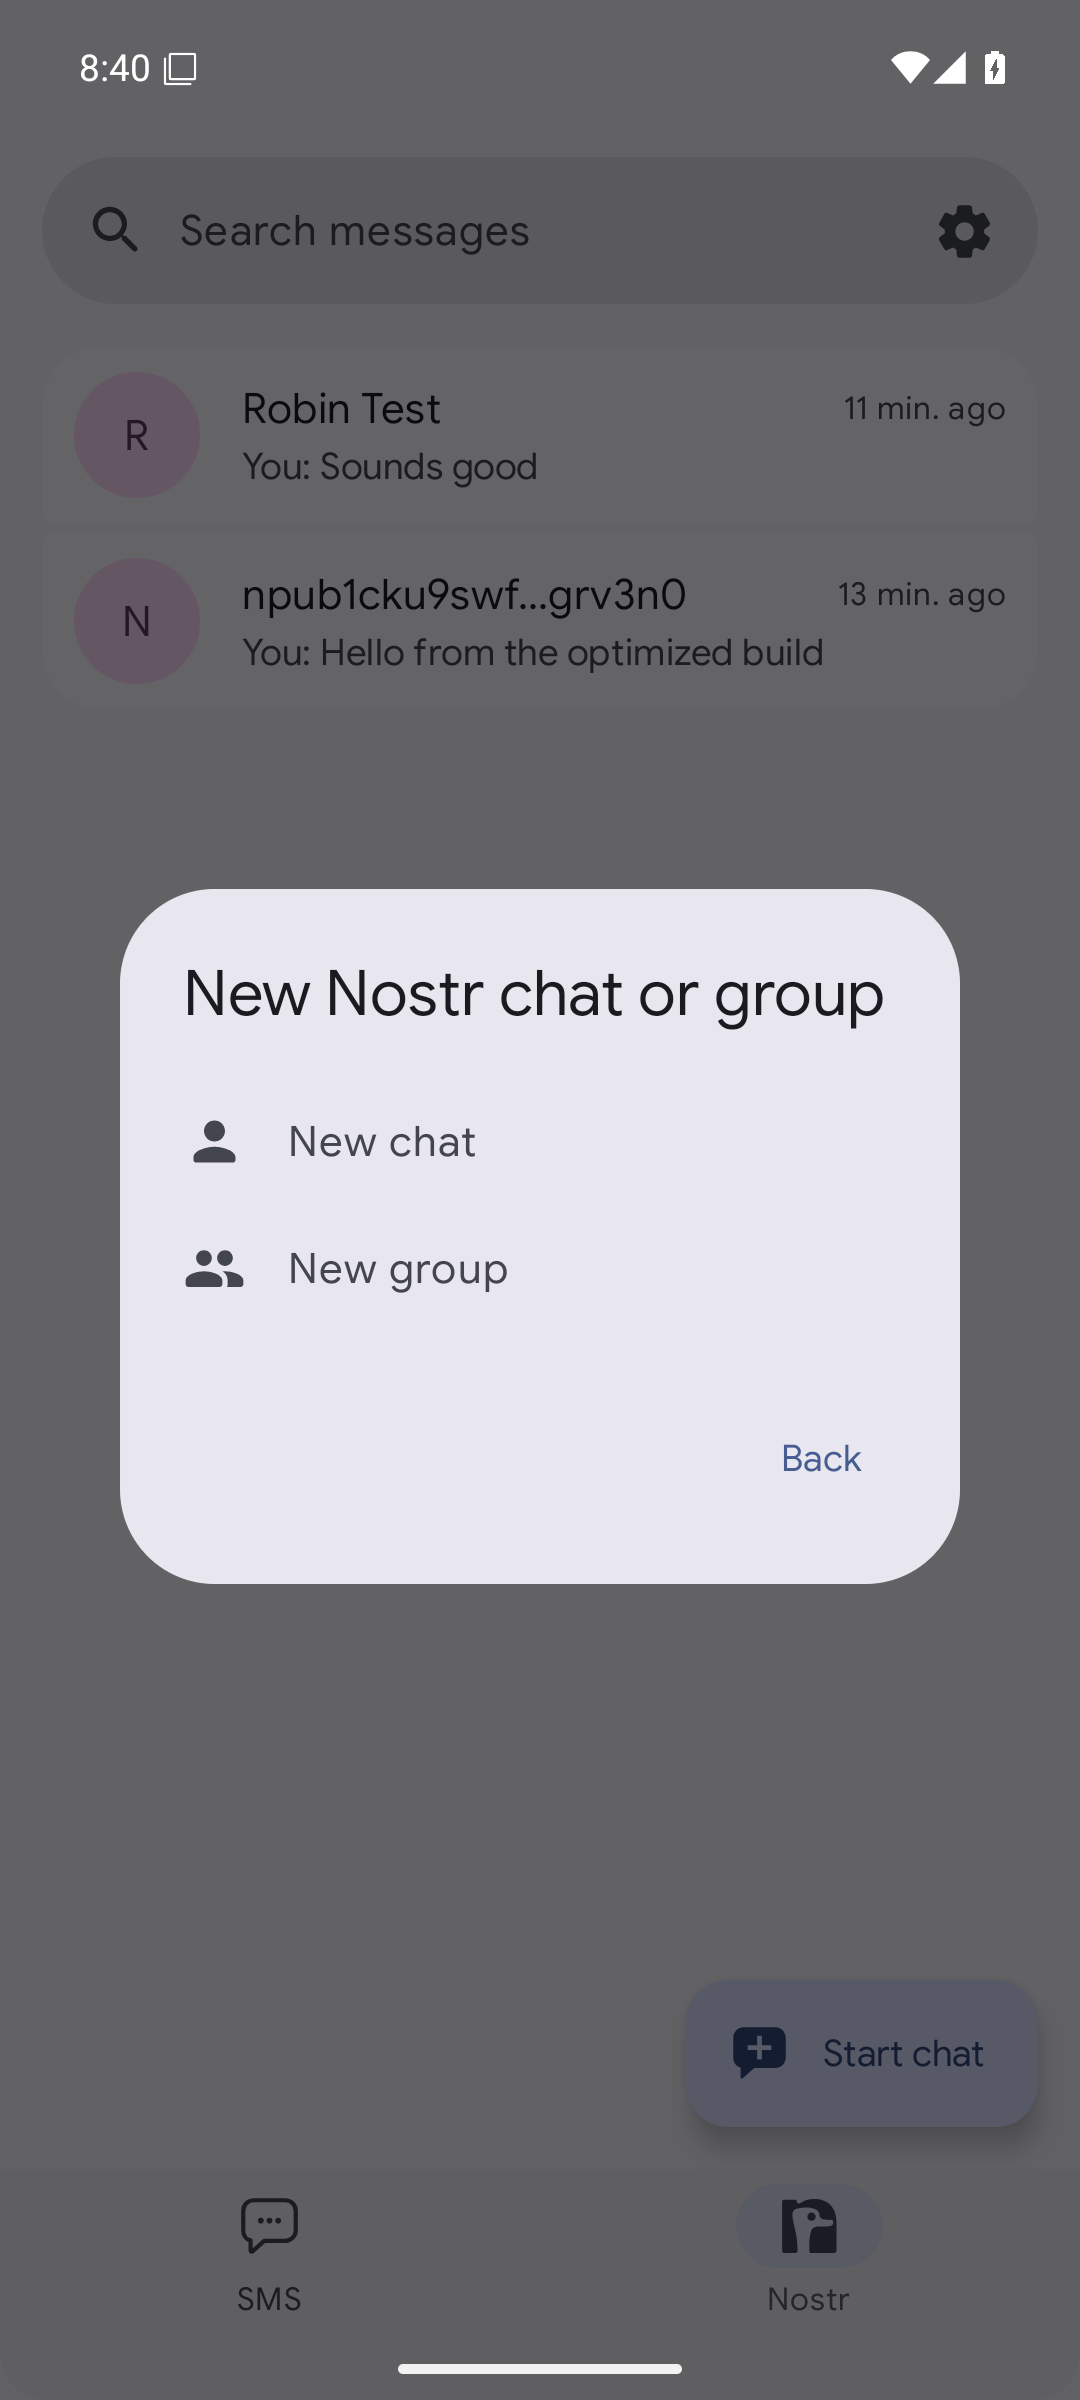 8:40
Search messages
R
Robin Test
11 min. ago
You: Sounds good
N
npub1cku9swf...grv3n0
13 min. ago
You: Hello from the optimized build
New Nostr chat or group
New chat
New group
Back
Start chat
SMS
Nostr